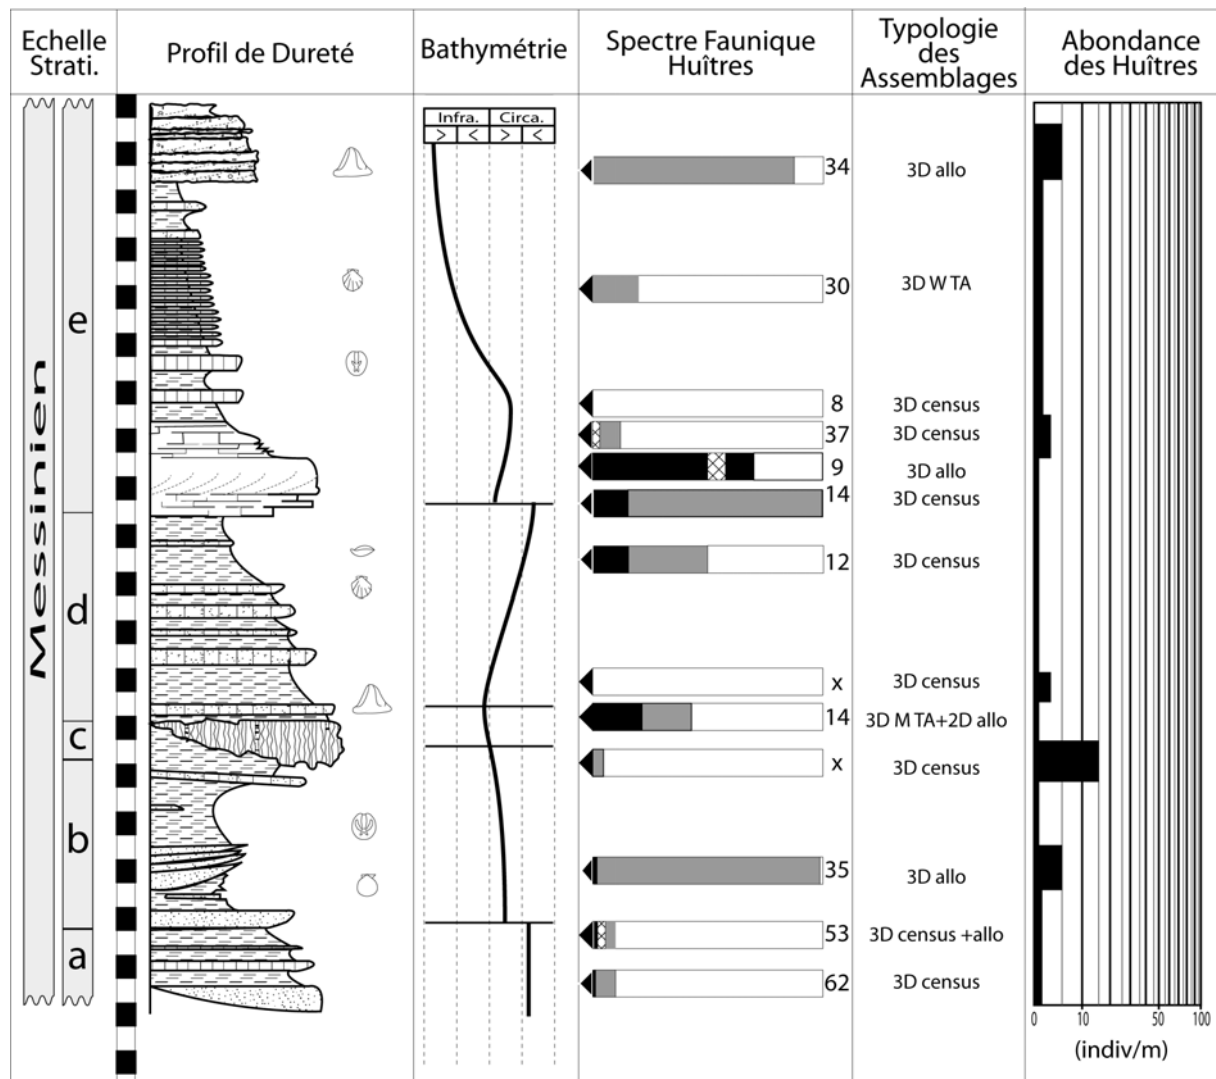 Echelle
Strati.
Profil de Dureté
Bathymétrie
Spectre Faunique
Huîtres
Typologie
des
Assemblages
Abondance
des Huîtres
Infra. Circa.
> < > <
Messinien
e
d
c
b
a
34 3D allo
30 3D W TA
8 3D census
37 3D census
9 3D allo
14 3D census
12 3D census
x 3D census
14 3D M TA+2D allo
x 3D census
35 3D allo
53 3D census +allo
62 3D census
0 10 50 100
(indiv/m)